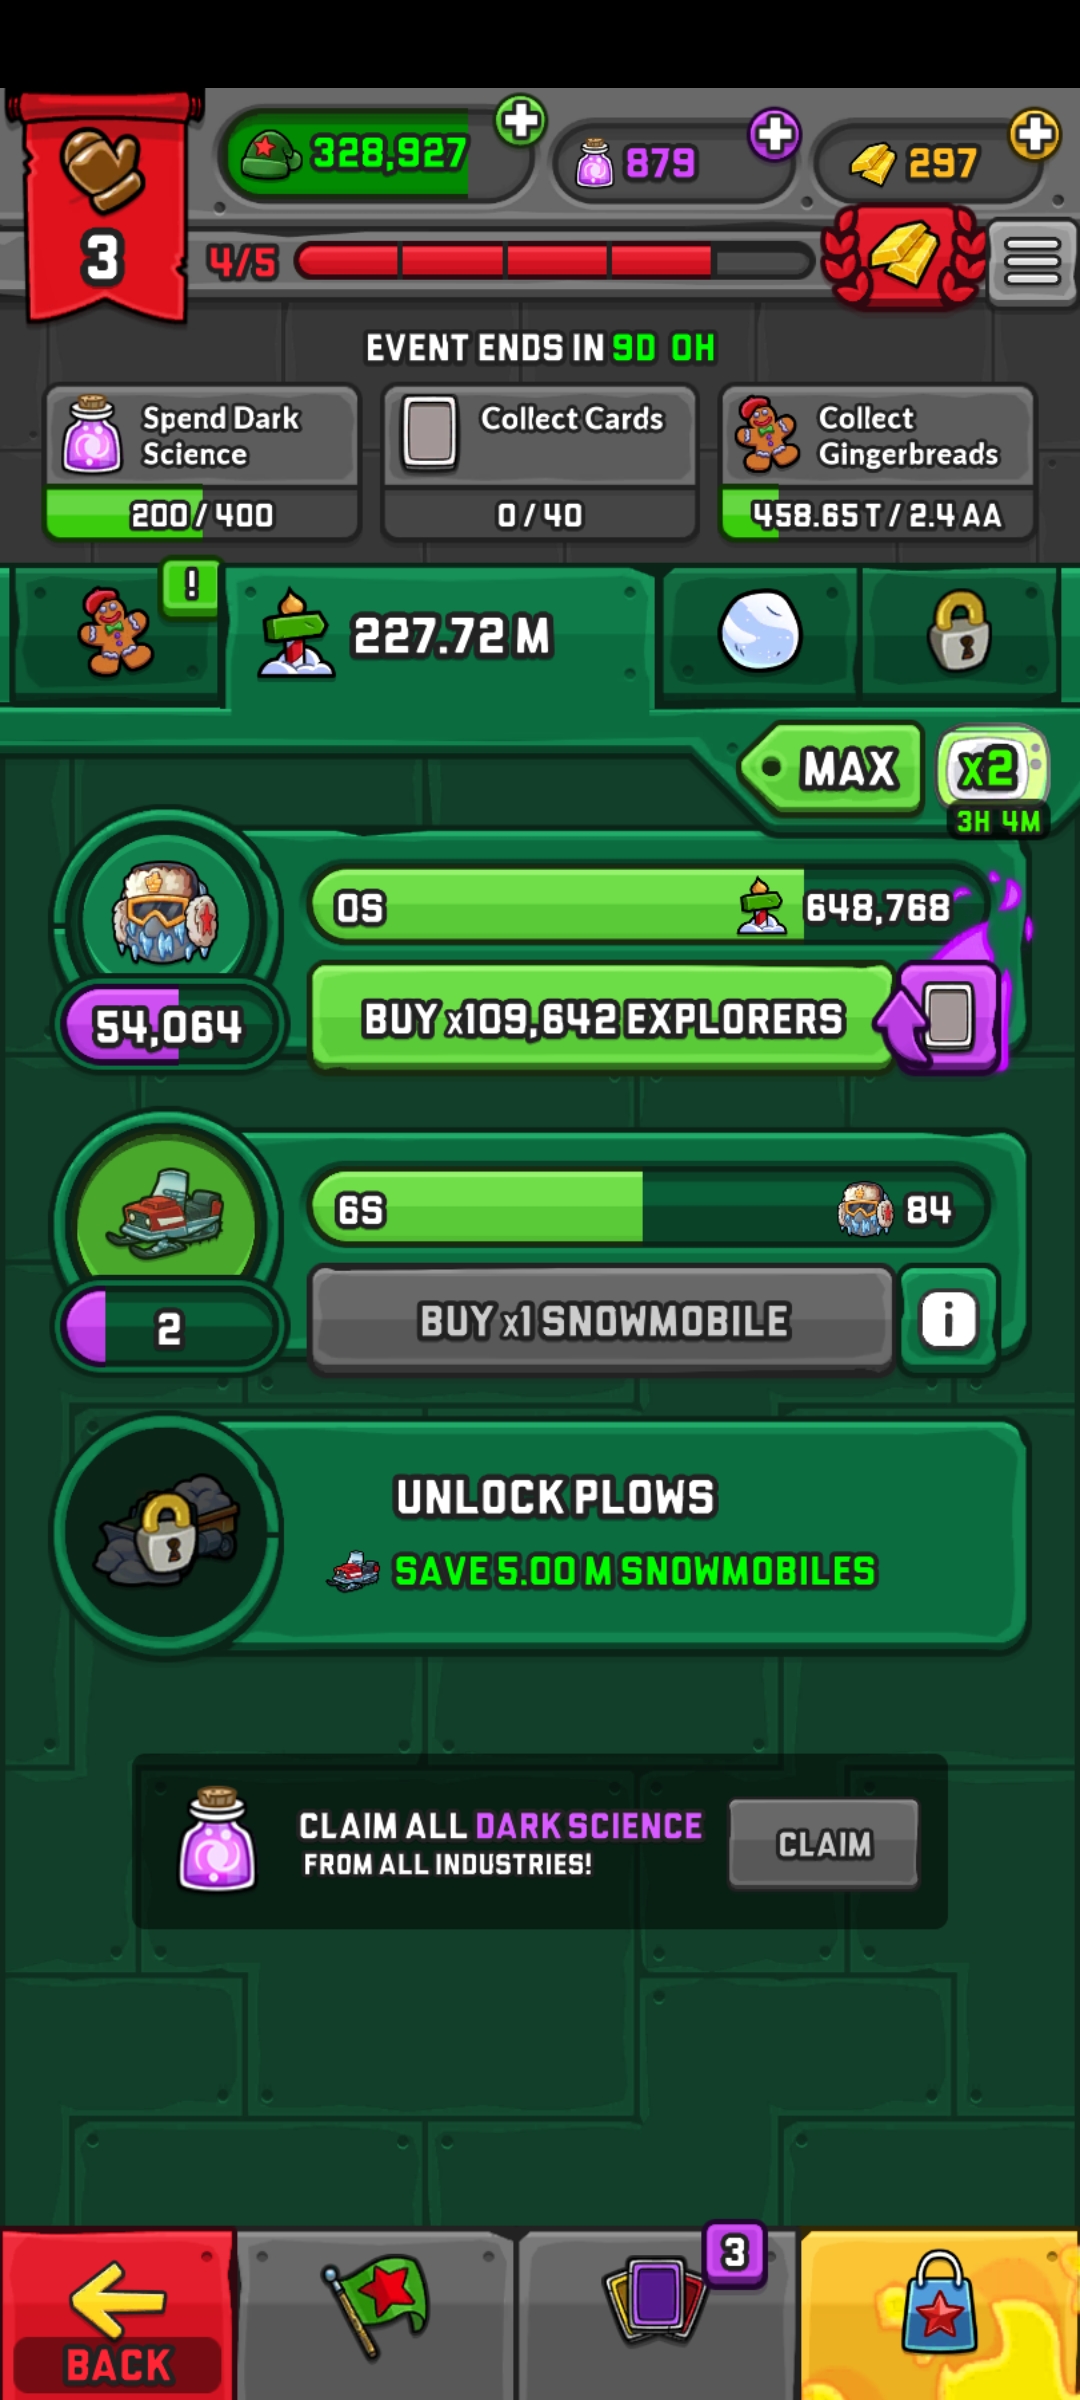 328,927
879
297
3
4/5
EVENT ENDS IN 9D 0H
Spend Dark
Science
200/400
Collect Cards
0/40
Collect
Gingerbreads
458.65 T / 2.4 AA
!
227.72 M
MAX
x2
3H 4M
0S
648,768
54,064
BUY x109,642 EXPLORERS
6S
84
2
BUY x1 SNOWMOBILE
i
UNLOCK PLOWS
SAVE 5.00 M SNOWMOBILES
CLAIM ALL DARK SCIENCE
FROM ALL INDUSTRIES!
CLAIM
3
BACK